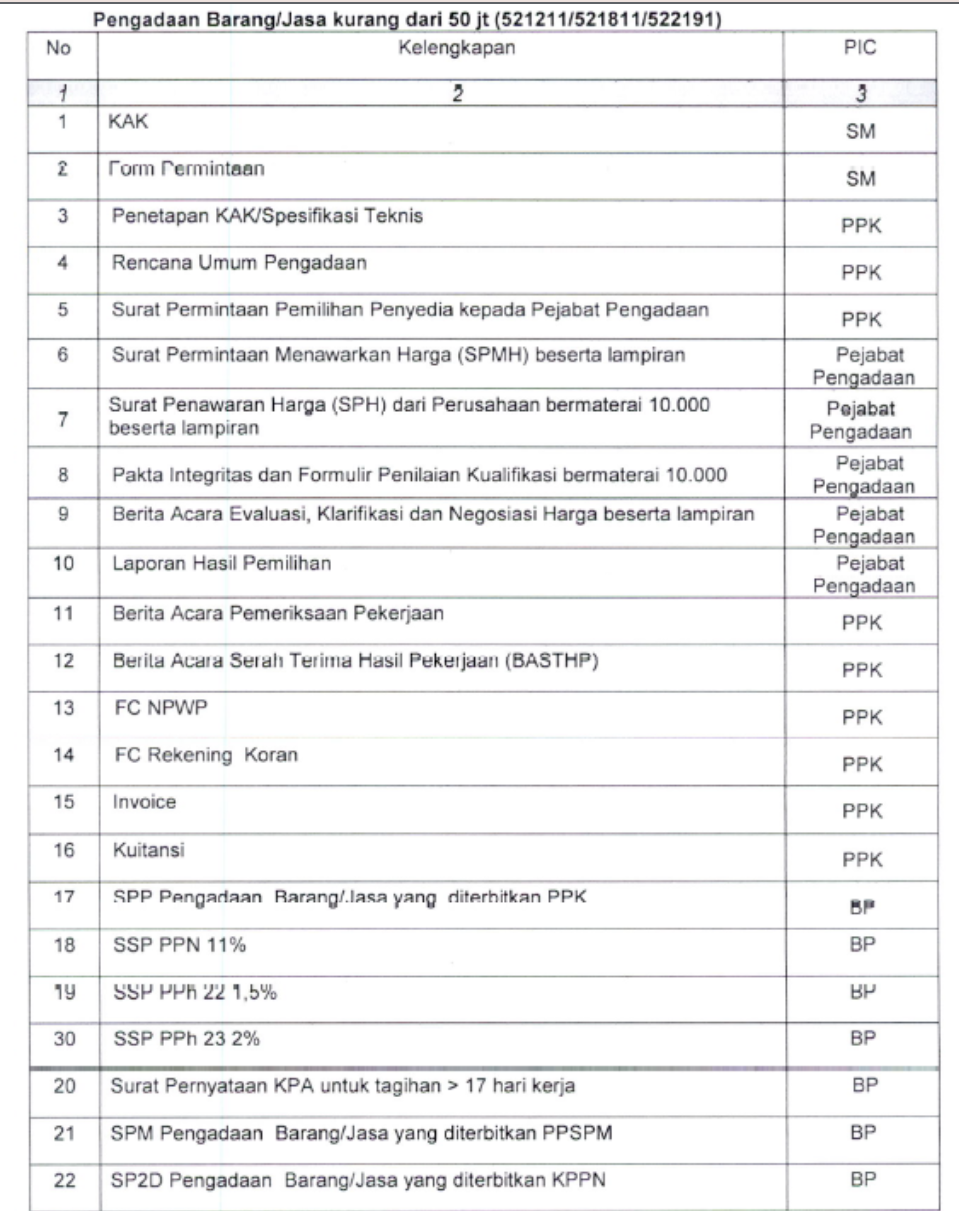 Pengadaan Barang/Jasa kurang dari 50 jt (521211/521811/522191)
No Kelengkapan PIC
1 2 3
1 KAK SM
2 Form Permintaan SM
3 Penetapan KAK/Spesifikasi Teknis PPK
4 Rencana Umum Pengadaan PPK
5 Surat Permintaan Pemilihan Penyedia kepada Pejabat Pengadaan PPK
6 Surat Permintaan Menawarkan Harga (SPMH) beserta lampiran Pejabat
Pengadaan
7 Surat Penawaran Harga (SPH) dari Perusahaan bermaterai 10.000 Pejabat
beserta lampiran Pengadaan
8 Pakta Integritas dan Formulir Penilaian Kualifikasi bermaterai 10.000 Pejabat
Pengadaan
9 Berita Acara Evaluasi, Klarifikasi dan Negosiasi Harga beserta lampiran Pejabat
Pengadaan
10 Laporan Hasil Pemilihan Pejabat
Pengadaan
11 Berita Acara Pemeriksaan Pekerjaan PPK
12 Berita Acara Serah Terima Hasil Pekerjaan (BASTHP) PPK
13 FC NPWP PPK
14 FC Rekening Koran PPK
15 Invoice PPK
16 Kuitansi PPK
17 SPP Pengadaan Barang/Jasa yang diterbitkan PPK BP
18 SSP PPN 11% BP
19 SSP PPh 22 1,5% BP
30 SSP PPh 23 2% BP
20 Surat Pernyataan KPA untuk tagihan > 17 hari kerja BP
21 SPM Pengadaan Barang/Jasa yang diterbitkan PPSPM BP
22 SP2D Pengadaan Barang/Jasa yang diterbitkan KPPN BP